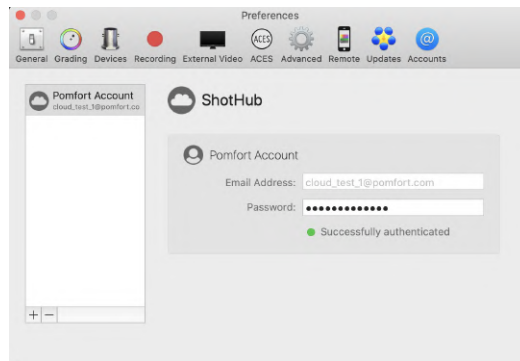 Preferences
8
ACES
@
General Grading Devices Recording External Video ACES Advanced Remote Updates Accounts
Pomfort Account
cloud_test_1@pomfort.co
ShotHub
Pomfort Account
Email Address: cloud_test_1@pomfort.com
Password: •••••••••••••
Successfully authenticated
+ −